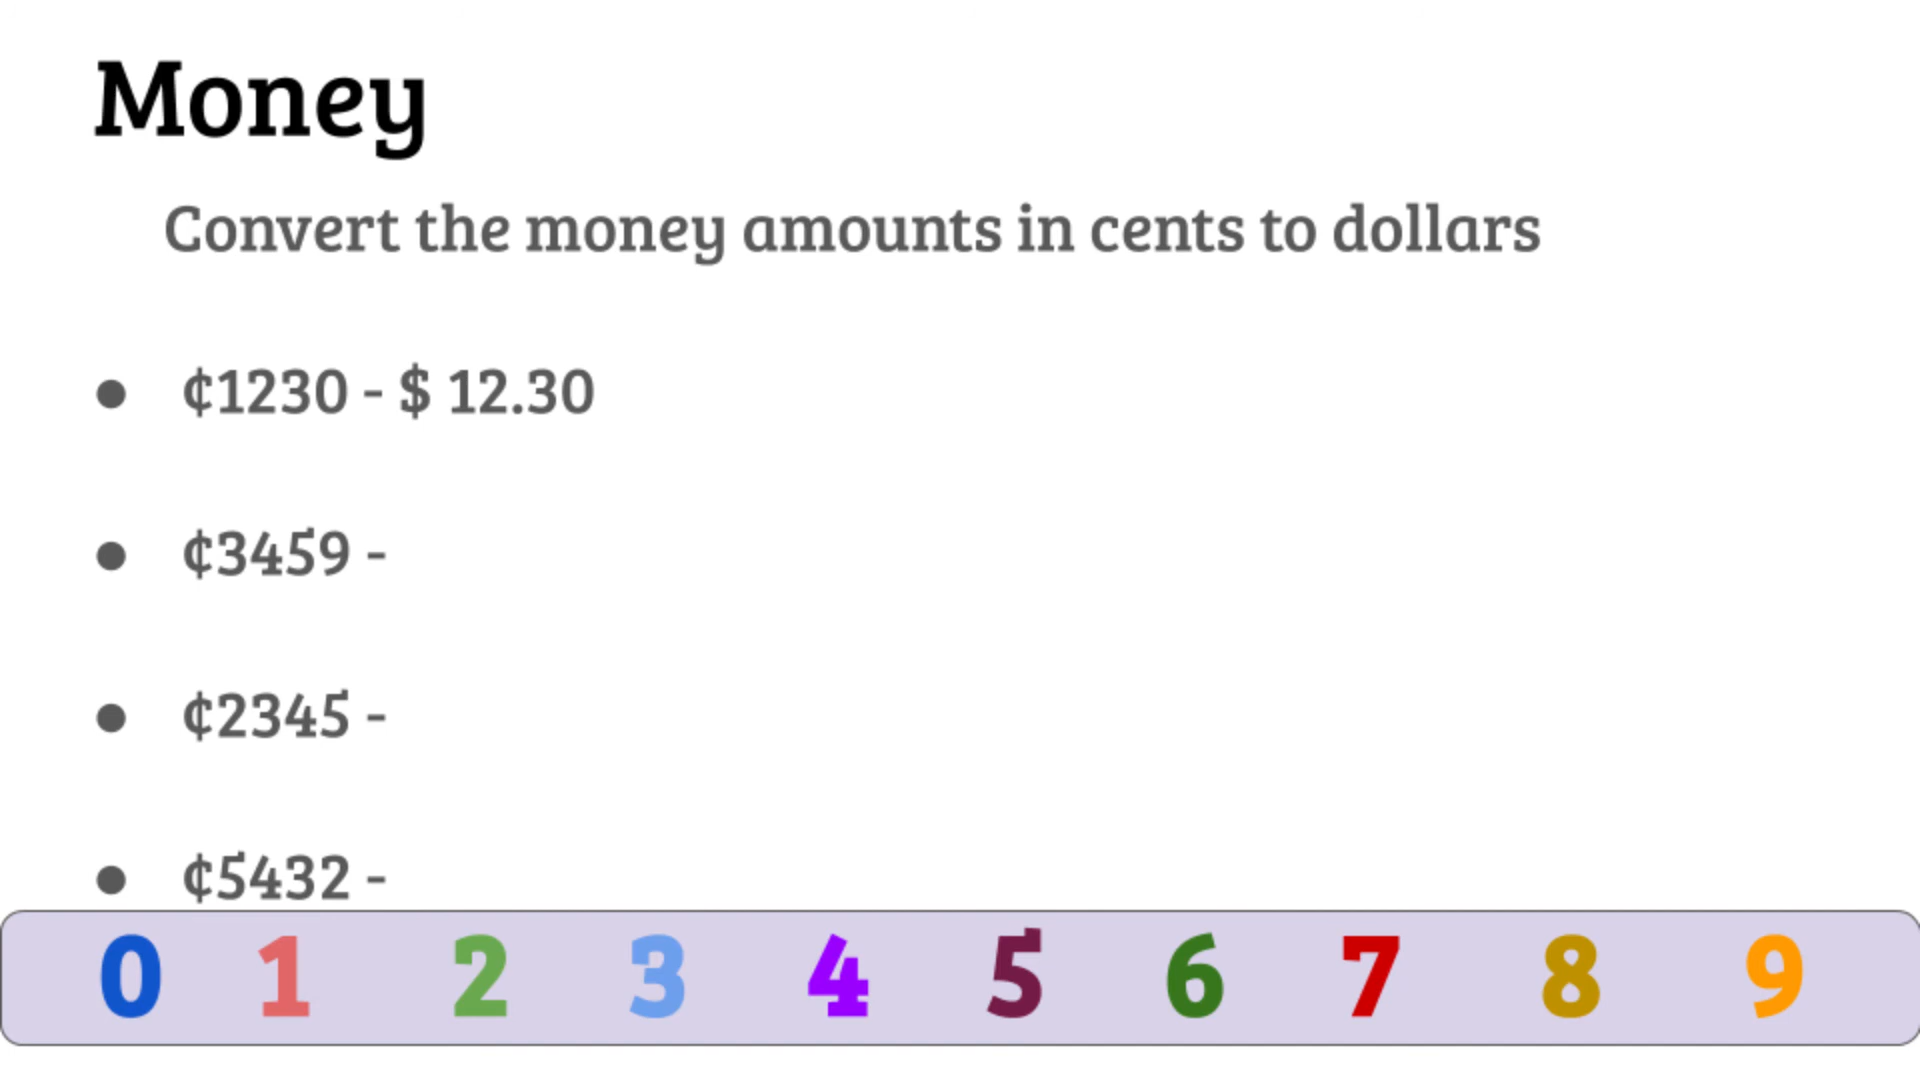 Money
Convert the money amounts in cents to dollars
● ¢1230 - $ 12.30
● ¢3459 -
● ¢2345 -
● ¢5432 -
0 1 2 3 4 5 6 7 8 9